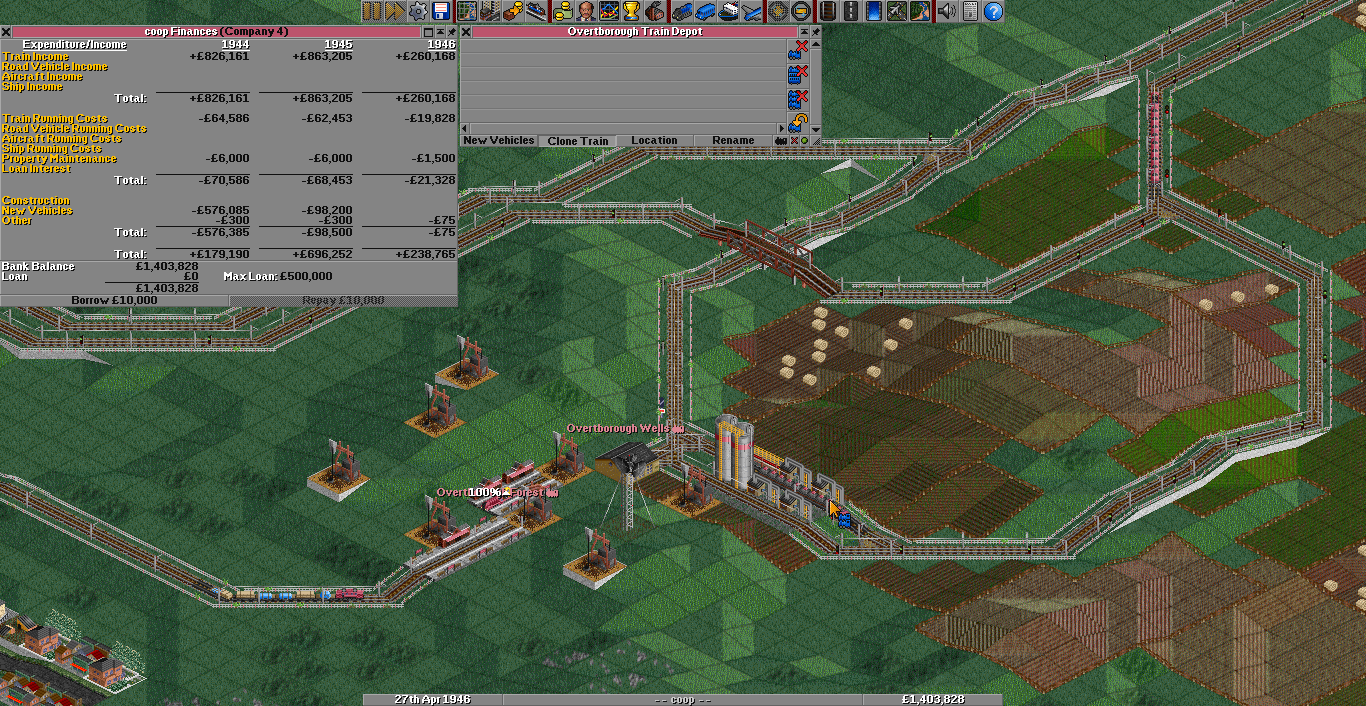 coop Finances (Company 4)
Expenditure/Income 1944 1945 1946
Train Income +£826,161 +£863,205 +£260,168
Road Vehicle Income
Aircraft Income
Ship Income
Total: +£826,161 +£863,205 +£260,168
Train Running Costs -£64,586 -£62,453 -£19,828
Road Vehicle Running Costs
Aircraft Running Costs
Ship Running Costs
Property Maintenance -£6,000 -£6,000 -£1,500
Loan Interest
Total: -£70,586 -£68,453 -£21,328
Construction
New Vehicles -£576,085 -£98,200
Other -£300 -£300 -£75
Total: -£576,385 -£98,500 -£75
Total: +£179,190 +£696,252 +£238,765
Bank Balance £1,403,828
Loan £0 Max Loan: £500,000
£1,403,828
Borrow £10,000 Repay £10,000
Overtborough Train Depot
New Vehicles Clone Train Location Rename
Overtborough Wells
Overt 100% Forest
27th Apr 1946 -- coop -- £1,403,828